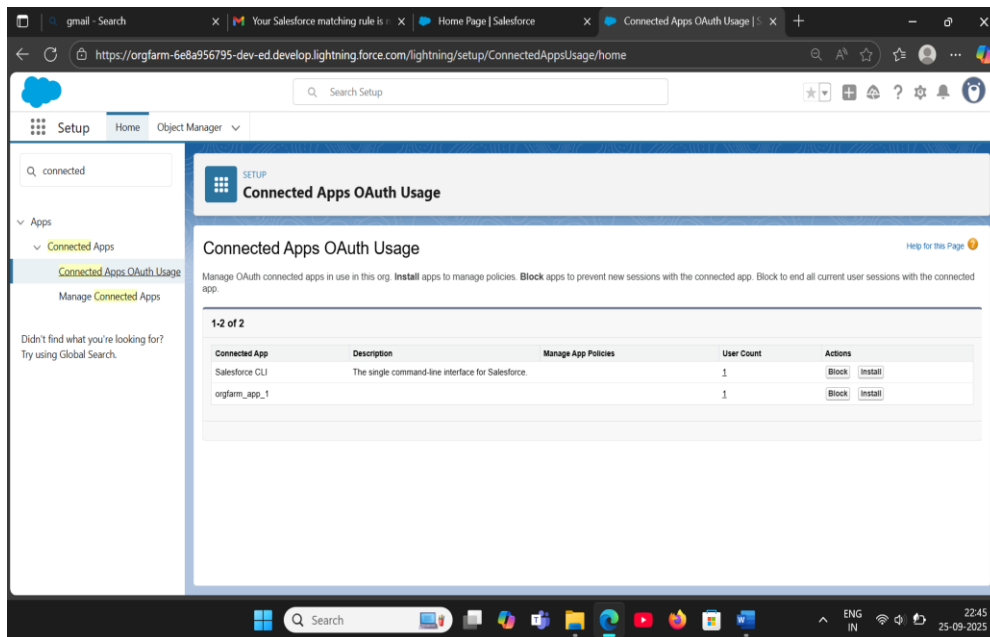 gmail - Search
Your Salesforce matching rule is n
Home Page | Salesforce
Connected Apps OAuth Usage | S
https://orgfarm-6e8a956795-dev-ed.develop.lightning.force.com/lightning/setup/ConnectedAppsUsage/home
Search Setup
Setup
Home
Object Manager
connected
Apps
Connected Apps
Connected Apps OAuth Usage
Manage Connected Apps
Didn't find what you're looking for?
Try using Global Search.
SETUP
Connected Apps OAuth Usage
Connected Apps OAuth Usage
Help for this Page
Manage OAuth connected apps in use in this org. Install apps to manage policies. Block apps to prevent new sessions with the connected app. Block to end all current user sessions with the connected
app.
1-2 of 2
Connected App Description Manage App Policies User Count Actions
Salesforce CLI The single command-line interface for Salesforce. 1 Block Install
orgfarm_app_1 1 Block Install
Search
ENG
IN
22:45
25-09-2025